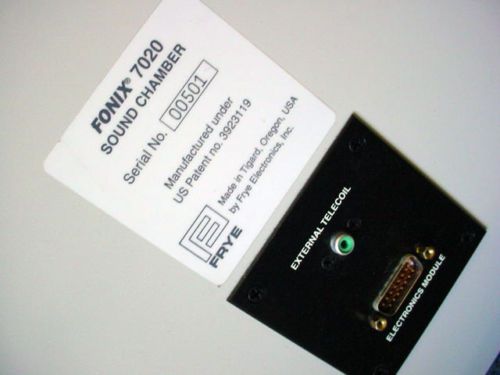 FONIX® 7020
SOUND CHAMBER
Serial No. 00501
Manufactured under
US Patent no. 3923119
Made in Tigard, Oregon, USA
by Frye Electronics, Inc.
FRYE
EXTERNAL TELECOIL
ELECTRONICS MODULE